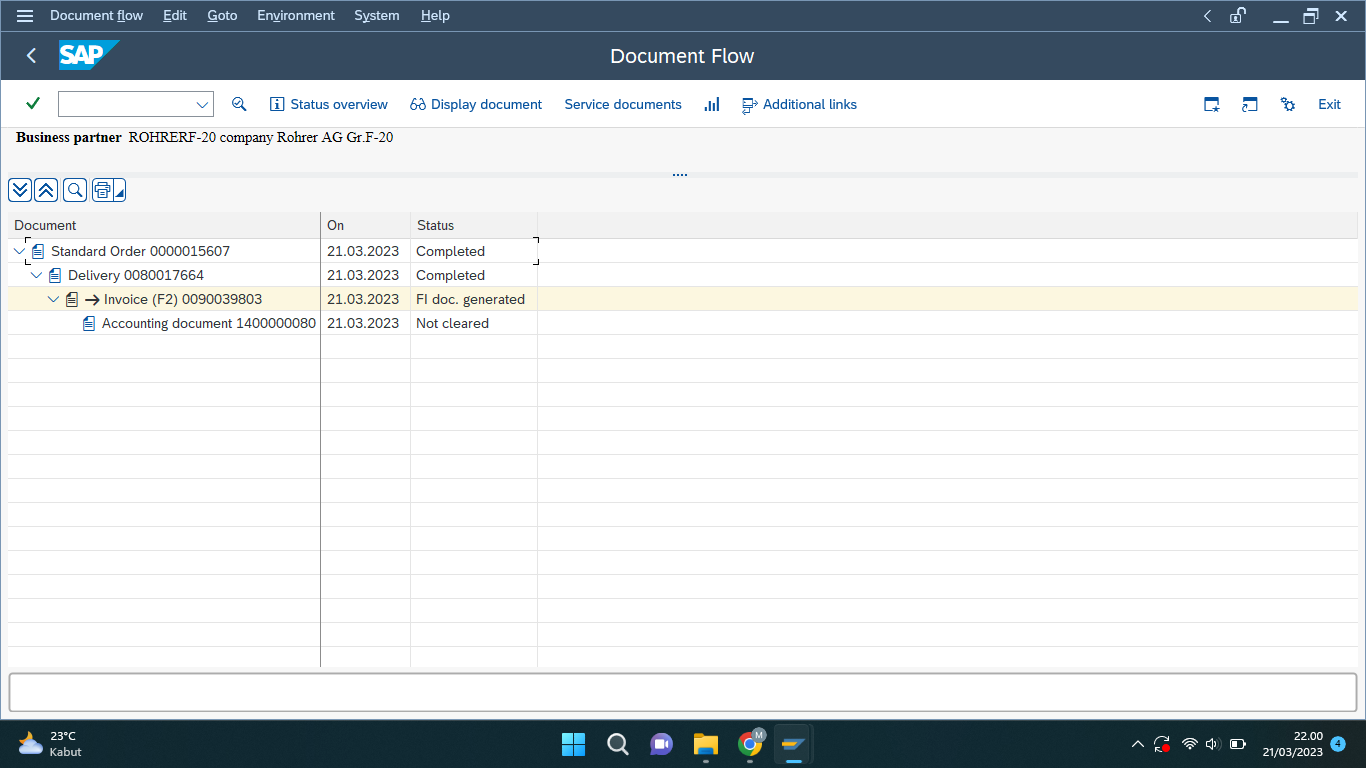 Document flow Edit Goto Environment System Help
SAP Document Flow
Status overview Display document Service documents Additional links Exit
Business partner ROHRERF-20 company Rohrer AG Gr.F-20
Document On Status
Standard Order 0000015607 21.03.2023 Completed
Delivery 0080017664 21.03.2023 Completed
Invoice (F2) 0090039803 21.03.2023 FI doc. generated
Accounting document 1400000080 21.03.2023 Not cleared
23°C
Kabut
M
22.00
21/03/2023 4